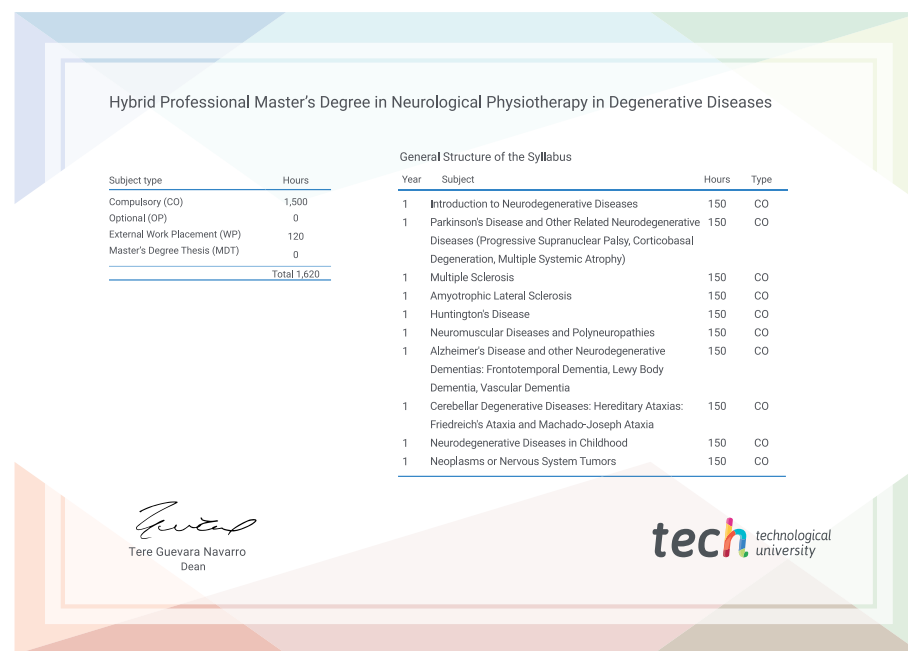 Hybrid Professional Master's Degree in Neurological Physiotherapy in Degenerative Diseases
Subject type Hours
Compulsory (CO) 1,500
Optional (OP) 0
External Work Placement (WP) 120
Master's Degree Thesis (MDT) 0
Total 1,620
General Structure of the Syllabus
Year Subject Hours Type
1 Introduction to Neurodegenerative Diseases 150 CO
1 Parkinson's Disease and Other Related Neurodegenerative 150 CO
Diseases (Progressive Supranuclear Palsy, Corticobasal
Degeneration, Multiple Systemic Atrophy)
1 Multiple Sclerosis 150 CO
1 Amyotrophic Lateral Sclerosis 150 CO
1 Huntington's Disease 150 CO
1 Neuromuscular Diseases and Polyneuropathies 150 CO
1 Alzheimer's Disease and other Neurodegenerative 150 CO
Dementias: Frontotemporal Dementia, Lewy Body
Dementia, Vascular Dementia
1 Cerebellar Degenerative Diseases: Hereditary Ataxias: 150 CO
Friedreich's Ataxia and Machado-Joseph Ataxia
1 Neurodegenerative Diseases in Childhood 150 CO
1 Neoplasms or Nervous System Tumors 150 CO
Tere Guevara Navarro
Dean
tech technological
university